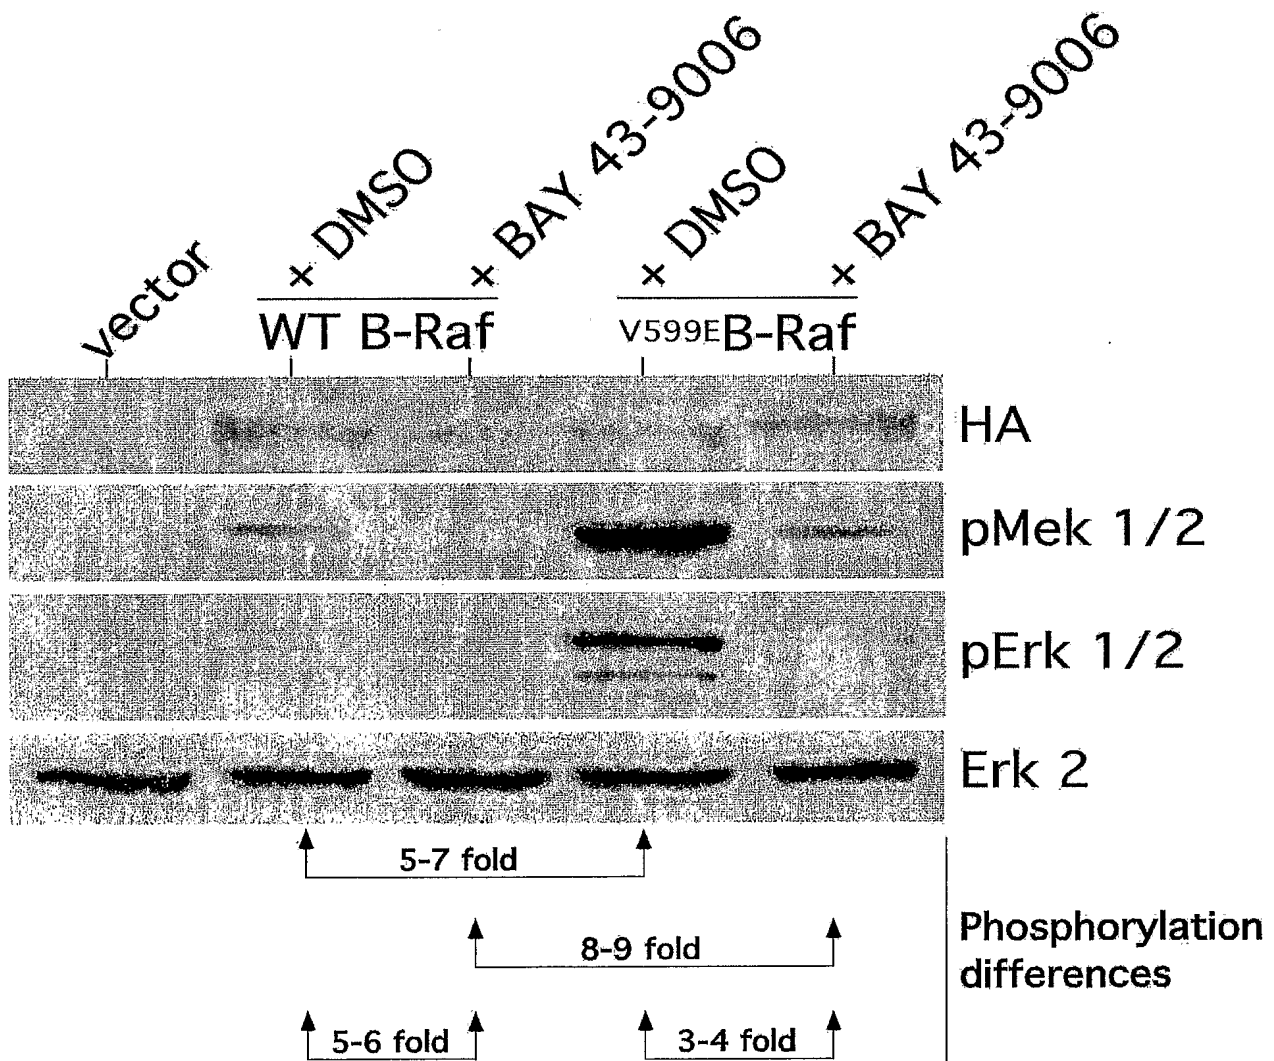 vector
+ DMSO
+ BAY 43-9006
+ DMSO
+ BAY 43-9006
WT B-Raf
V599EB-Raf
HA
pMek 1/2
pErk 1/2
Erk 2
5-7 fold
8-9 fold
5-6 fold
3-4 fold
Phosphorylation
differences